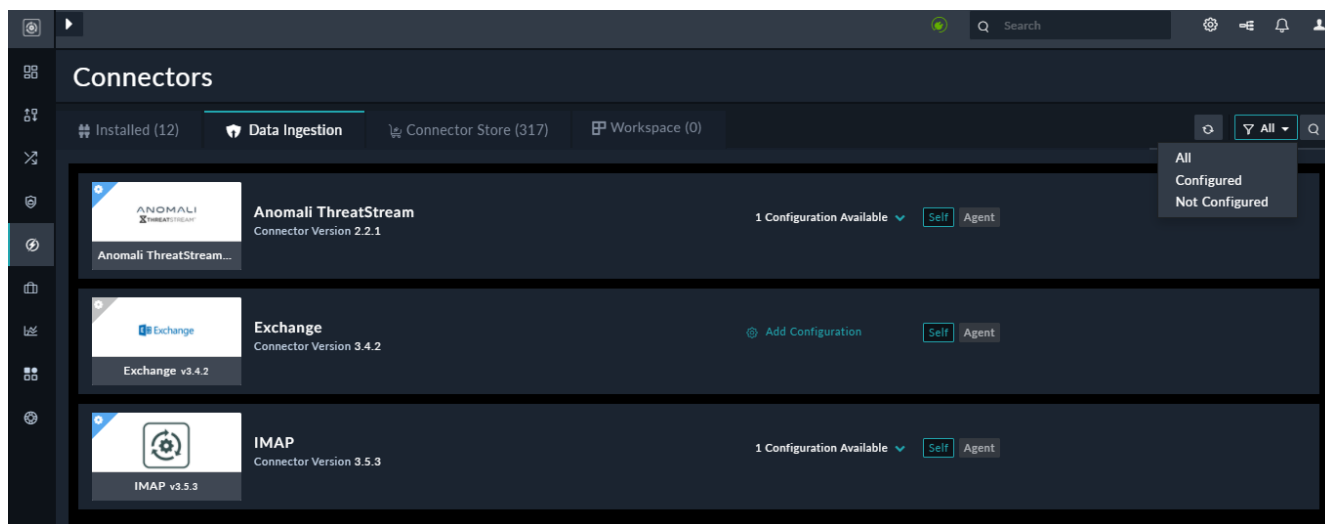 Search
Connectors
Installed (12)
Data Ingestion
Connector Store (317)
Workspace (0)
All
All
Configured
Not Configured
ANOMALI
THREATSTREAM
Anomali ThreatStream...
Anomali ThreatStream
Connector Version 2.2.1
1 Configuration Available
Self
Agent
Exchange
Exchange v3.4.2
Exchange
Connector Version 3.4.2
Add Configuration
Self
Agent
IMAP v3.5.3
IMAP
Connector Version 3.5.3
1 Configuration Available
Self
Agent